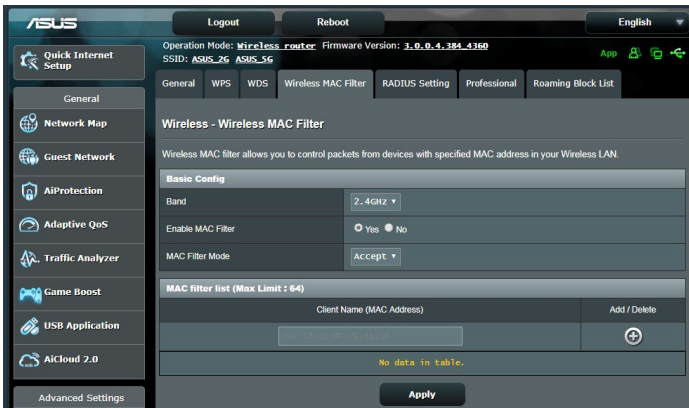 ASUS
Logout
Reboot
English
Quick Internet Setup
Operation Mode: Wireless router Firmware Version: 3.0.0.4.384_4360
SSID: ASUS_2G ASUS_5G
App
General
WPS
WDS
Wireless MAC Filter
RADIUS Setting
Professional
Roaming Block List
General
Network Map
Guest Network
AiProtection
Adaptive QoS
Traffic Analyzer
Game Boost
USB Application
AiCloud 2.0
Advanced Settings
Wireless - Wireless MAC Filter
Wireless MAC filter allows you to control packets from devices with specified MAC address in your Wireless LAN.
Basic Config
Band
2.4GHz
Enable MAC Filter
Yes No
MAC Filter Mode
Accept
MAC filter list (Max Limit : 64)
Client Name (MAC Address)
Add / Delete
No data in table.
Apply